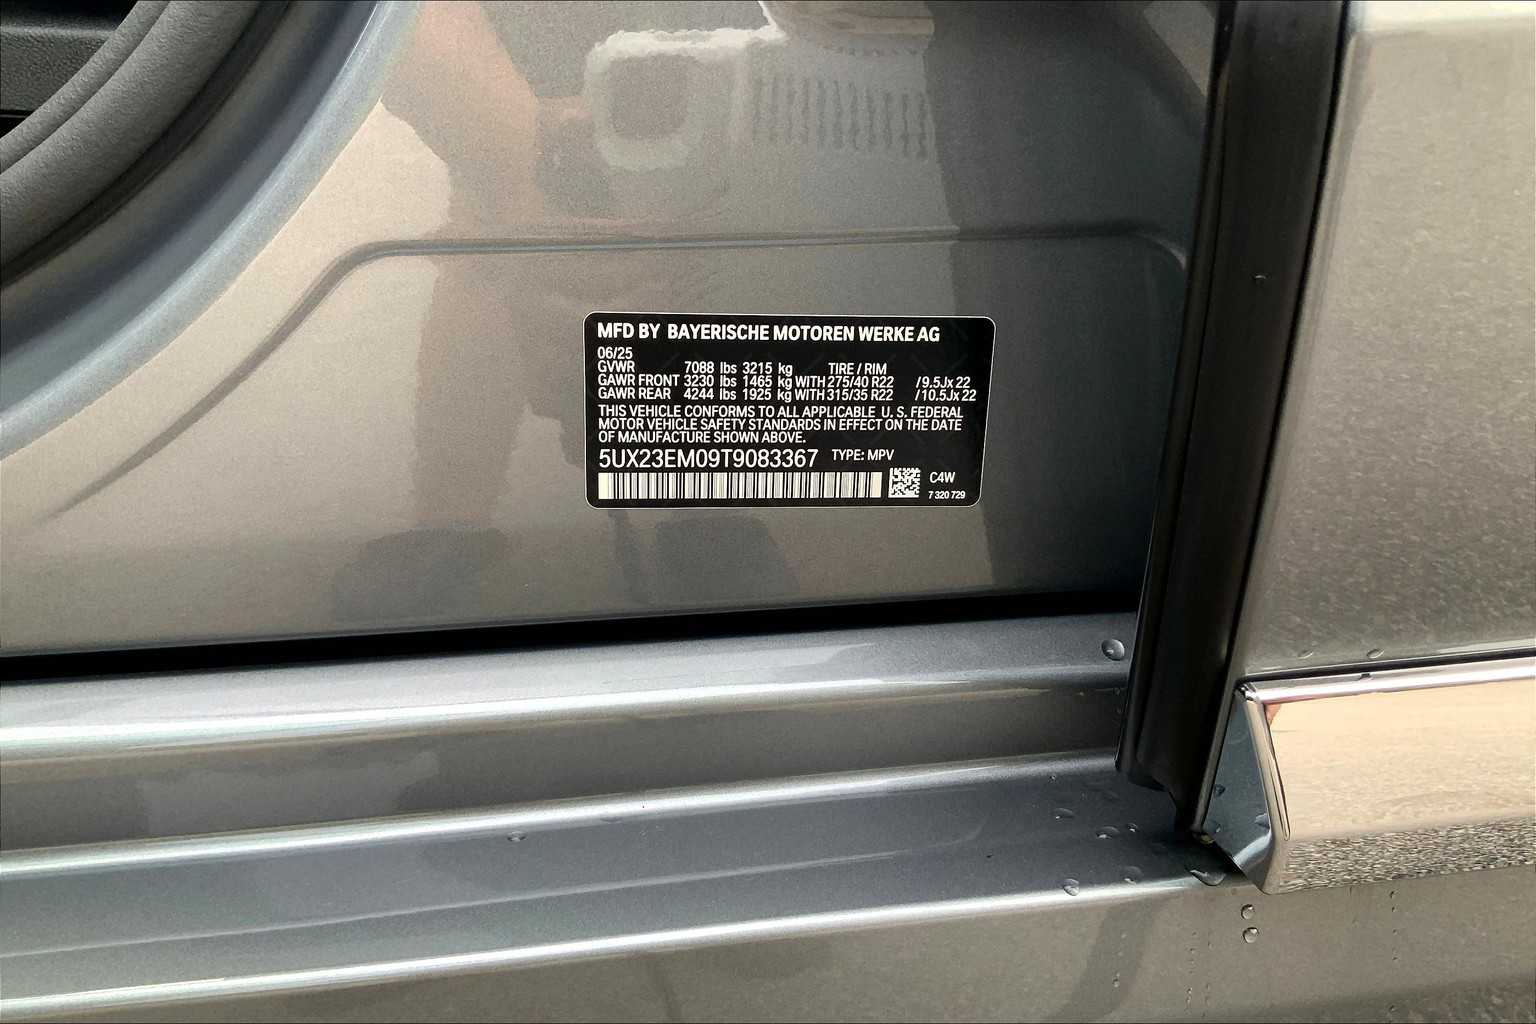 MFD BY BAYERISCHE MOTOREN WERKE AG
06/25
GVWR 7088 lbs 3215 kg TIRE / RIM
GAWR FRONT 3230 lbs 1465 kg WITH 275/40 R22 /9.5Jx22
GAWR REAR 4244 lbs 1925 kg WITH 315/35 R22 /10.5Jx22
THIS VEHICLE CONFORMS TO ALL APPLICABLE U. S. FEDERAL
MOTOR VEHICLE SAFETY STANDARDS IN EFFECT ON THE DATE
OF MANUFACTURE SHOWN ABOVE.
5UX23EM09T9083367 TYPE: MPV
C4W
7 320 729